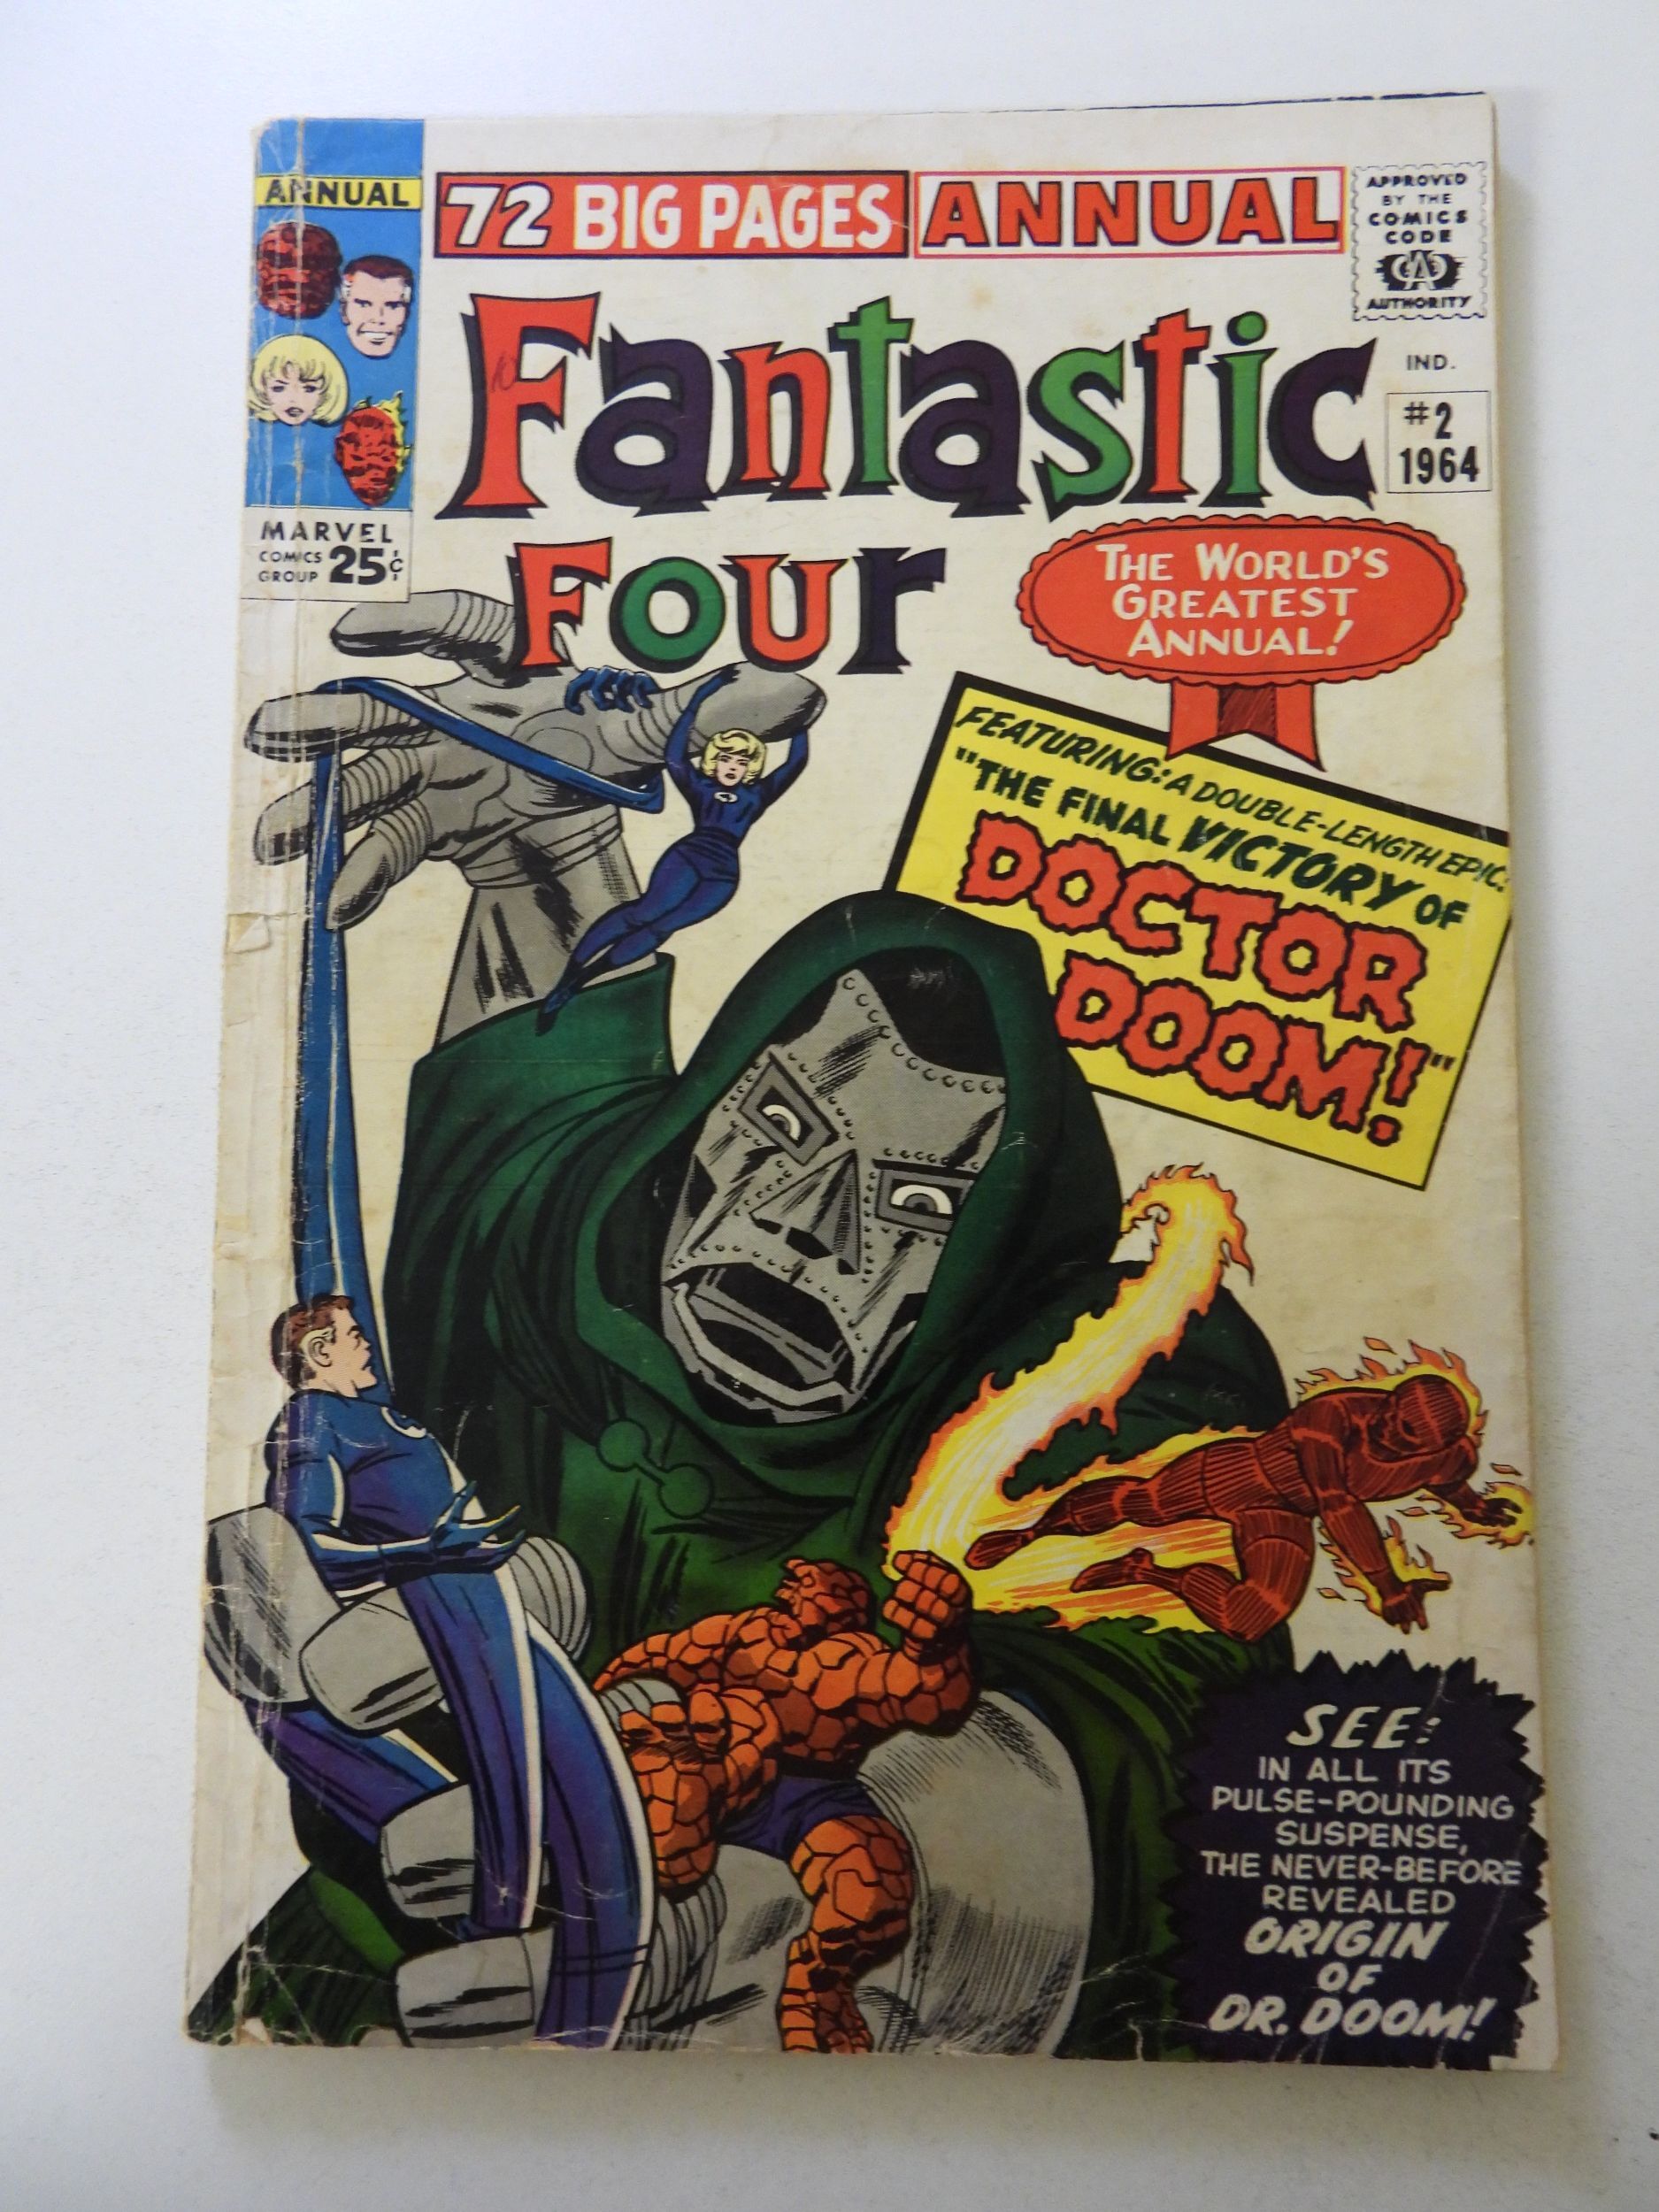 ANNUAL
72 BIG PAGES ANNUAL
APPROVED
BY THE
COMICS
CODE
CAA
AUTHORITY
Fantastic
Four
IND.
#2
1964
MARVEL
COMICS
GROUP
25¢
THE WORLD'S
GREATEST
ANNUAL!
FEATURING: A DOUBLE-LENGTH EPIC:
"THE FINAL VICTORY OF
DOCTOR
DOOM!"
4
SEE:
IN ALL ITS
PULSE-POUNDING
SUSPENSE,
THE NEVER-BEFORE
REVEALED
ORIGIN
OF
DR. DOOM!